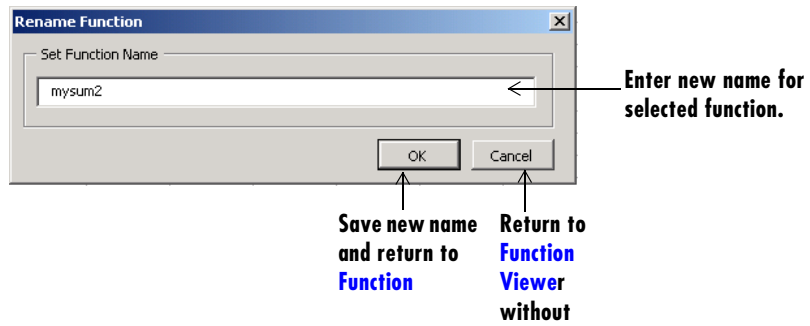 Rename Function
Set Function Name
mysum2
Enter new name for
selected function.
OK
Cancel
Save new name
and return to
Function
Return to
Function
Viewer
without